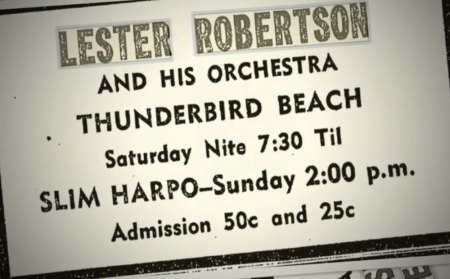 LESTER ROBERTSON
AND HIS ORCHESTRA
THUNDERBIRD BEACH
Saturday Nite 7:30 Til
SLIM HARPO–Sunday 2:00 p.m.
Admission 50c and 25c